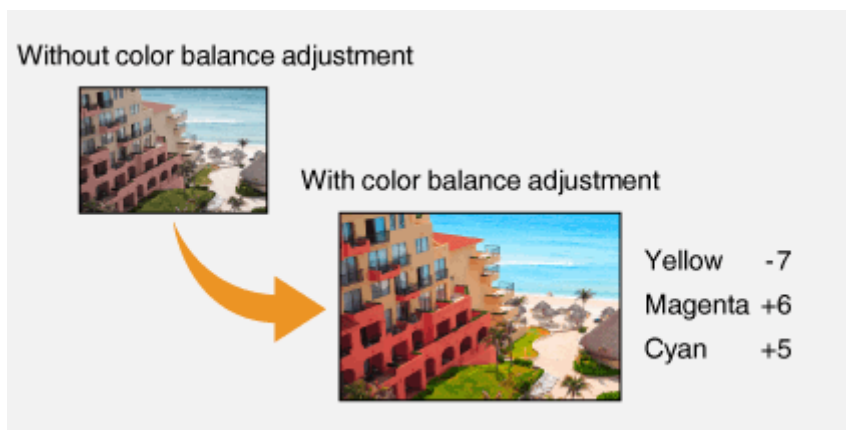 Without color balance adjustment
With color balance adjustment
Yellow -7
Magenta +6
Cyan +5